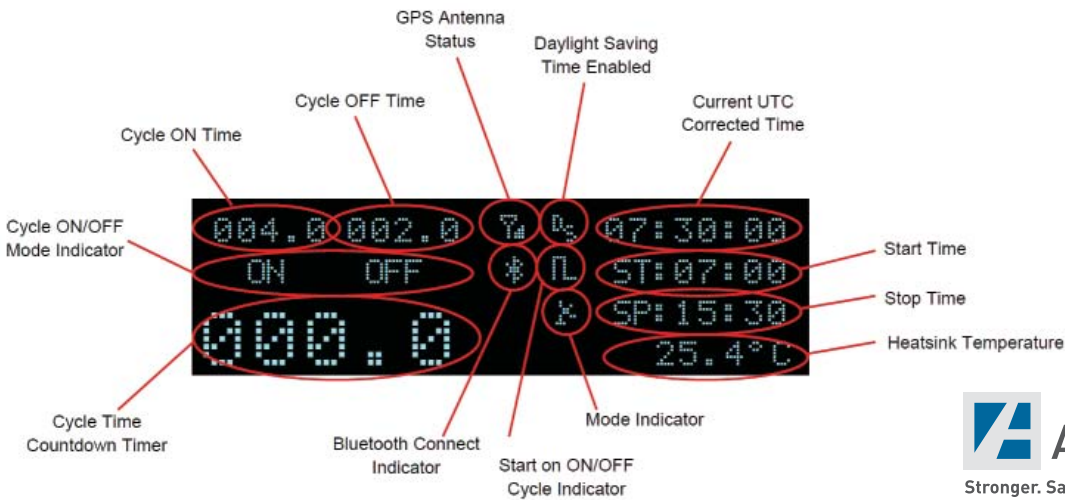 GPS Antenna
Status
Daylight Saving
Time Enabled
Cycle OFF Time
Current UTC
Corrected Time
Cycle ON Time
Cycle ON/OFF
Mode Indicator
004.0 002.0 07:30:00
ON OFF ST:07:00
000.0 SP:15:30
25.4°C
Start Time
Stop Time
Heatsink Temperature
Cycle Time
Countdown Timer
Bluetooth Connect
Indicator
Start on ON/OFF
Cycle Indicator
Mode Indicator
Stronger.